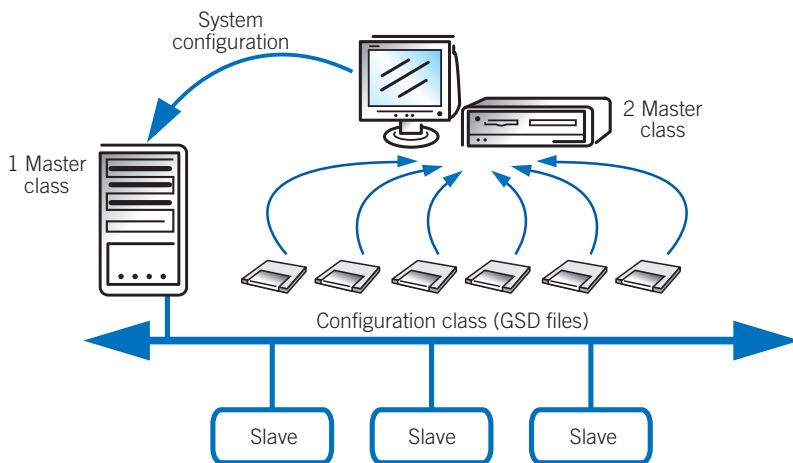 System
configuration
2 Master
class
1 Master
class
Configuration class (GSD files)
Slave
Slave
Slave